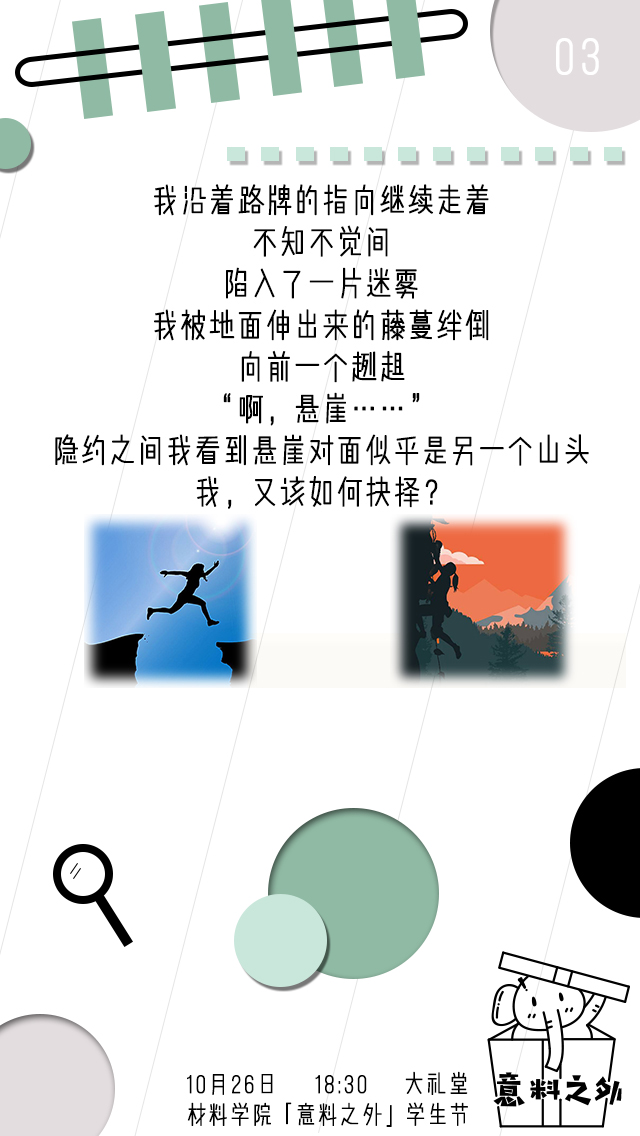 03
我沿着路牌的指向继续走着
不知不觉间
陷入了一片迷雾
我被地面伸出来的藤蔓绊倒
向前一个趔趄
“啊，悬崖……”
隐约之间我看到悬崖对面似乎是另一个山头
我，又该如何抉择？
10月26日 18:30 大礼堂
材料学院「意料之外」学生节
意料之外